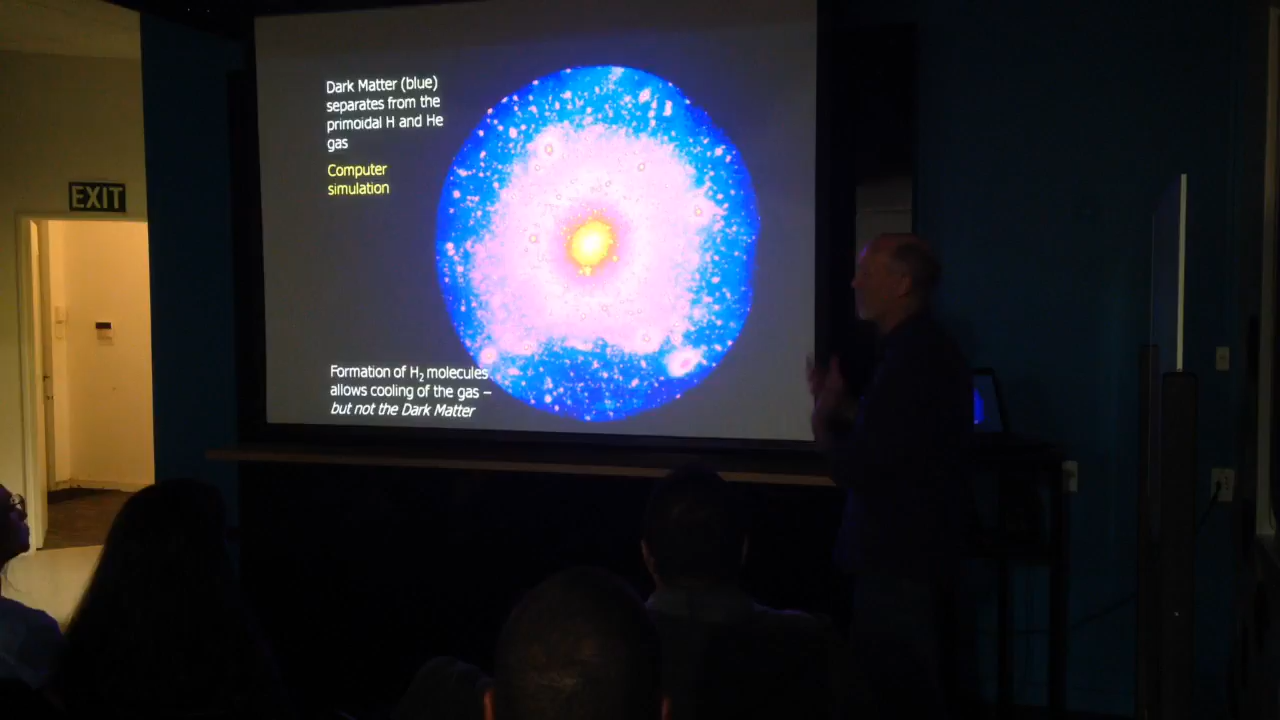 Dark Matter (blue)
separates from the
primoidal H and He
gas
Computer
simulation
EXIT
Formation of H₂ molecules
allows cooling of the gas –
but not the Dark Matter